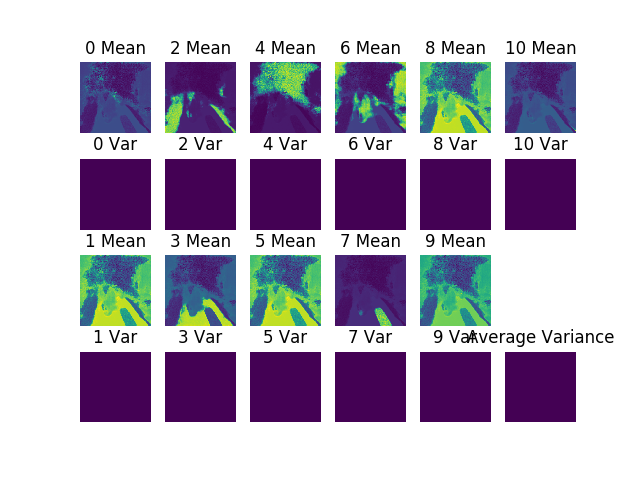 0 Mean 2 Mean 4 Mean 6 Mean 8 Mean 10 Mean
0 Var 2 Var 4 Var 6 Var 8 Var 10 Var
1 Mean 3 Mean 5 Mean 7 Mean 9 Mean
1 Var 3 Var 5 Var 7 Var 9 Var Average Variance